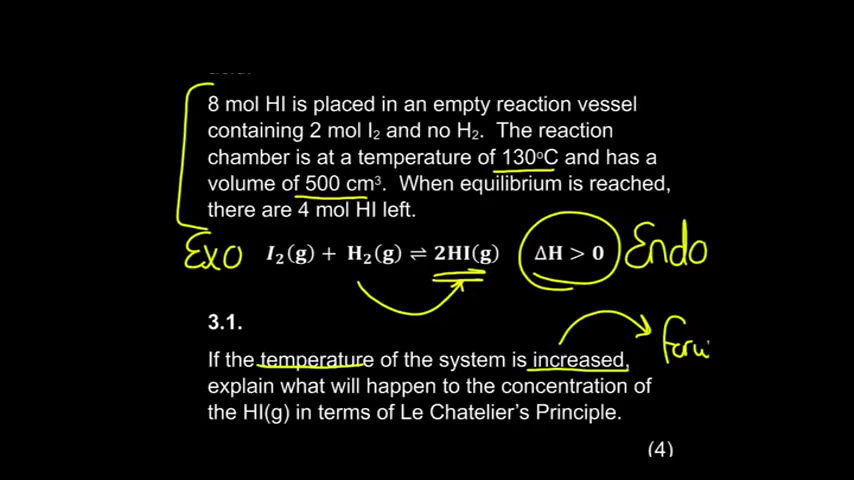 8 mol HI is placed in an empty reaction vessel
containing 2 mol I₂ and no H₂. The reaction
chamber is at a temperature of 130°C and has a
volume of 500 cm³. When equilibrium is reached,
there are 4 mol HI left.
Exo I₂(g) + H₂(g) ⇌ 2HI(g) ΔH > 0 Endo
3.1.
If the temperature of the system is increased,
explain what will happen to the concentration of
the HI(g) in terms of Le Chatelier's Principle.
(4)